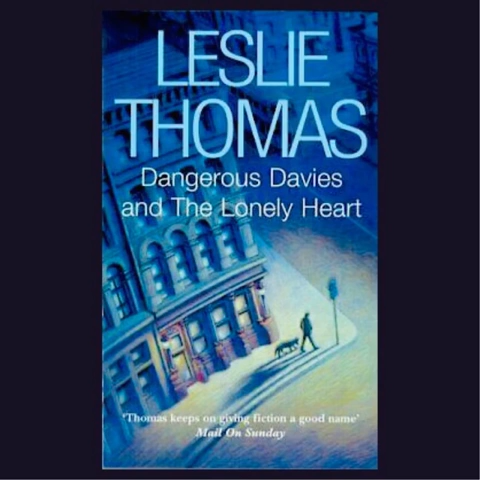 LESLIE
THOMAS
Dangerous Davies
and The Lonely Heart
'Thomas keeps on giving fiction a good name'
Mail On Sunday